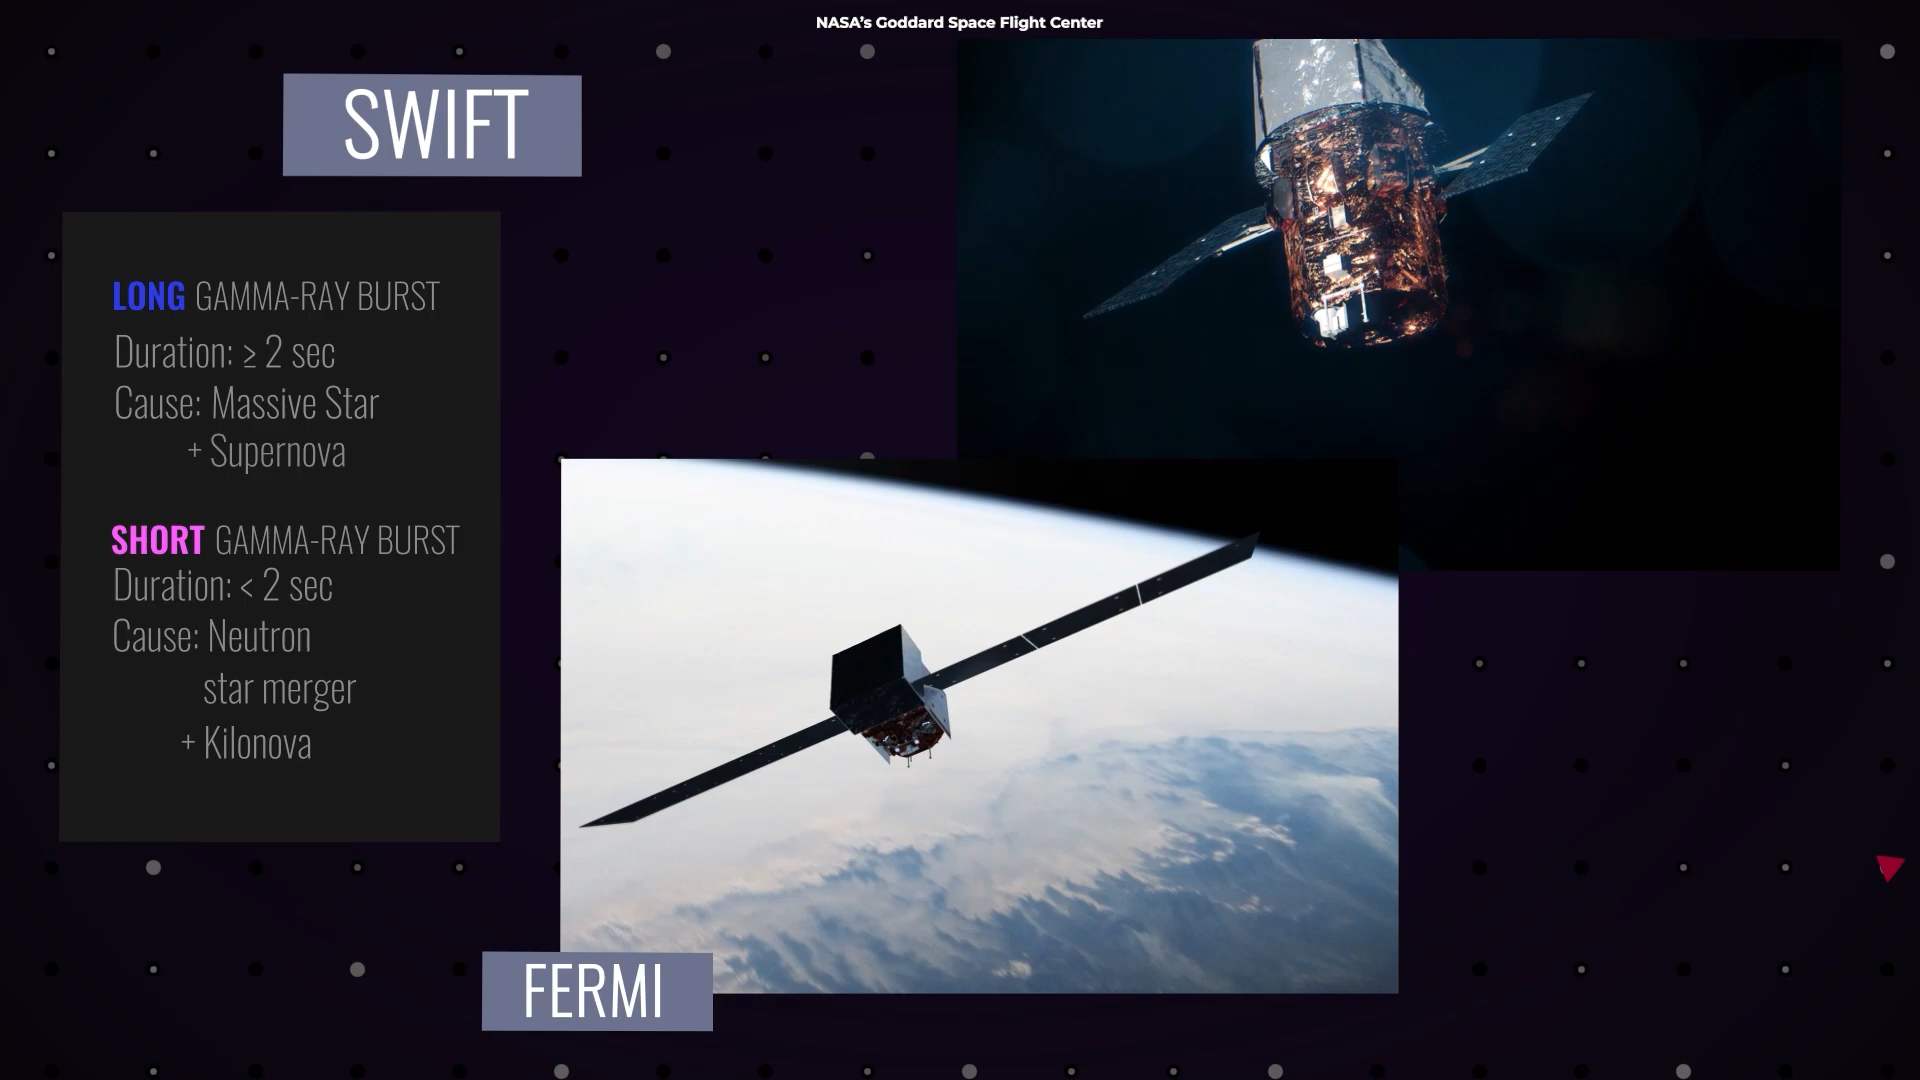 NASA's Goddard Space Flight Center
SWIFT
LONG GAMMA-RAY BURST
Duration: ≥ 2 sec
Cause: Massive Star
+ Supernova
SHORT GAMMA-RAY BURST
Duration: < 2 sec
Cause: Neutron
star merger
+ Kilonova
FERMI